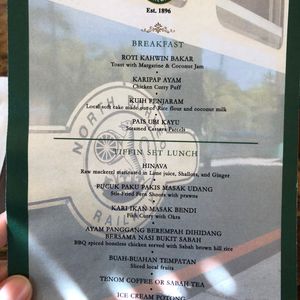 Est. 1896
BREAKFAST
ROTI KAHWIN BAKAR
Toast with Margarine & Coconut Jam
KARIPAP AYAM
Chicken Curry Puff
KUIH PENJARAM
Local soft cake made out of Rice flour and coconut milk
PAIS UBI KAYU
Steamed Cassava Parcels
TIFFIN SET LUNCH
HINAVA
Raw mackerel marinated in Lime juice, Shallots, and Ginger
PUCUK PAKU PAKIS MASAK UDANG
Stir-Fried Fern Shoots with prawns
KARI IKAN MASAK BENDI
Fish Curry with Okra
AYAM PANGGANG BEREMPAH DIHIDANG
BERSAMA NASI BUKIT SABAH
BBQ spiced boneless chicken served with Sabah brown hill rice
BUAH-BUAHAN TEMPATAN
Sliced local fruits
TENOM COFFEE OR SABAH TEA
ICE CREAM POTONG
NORTH
RAIL